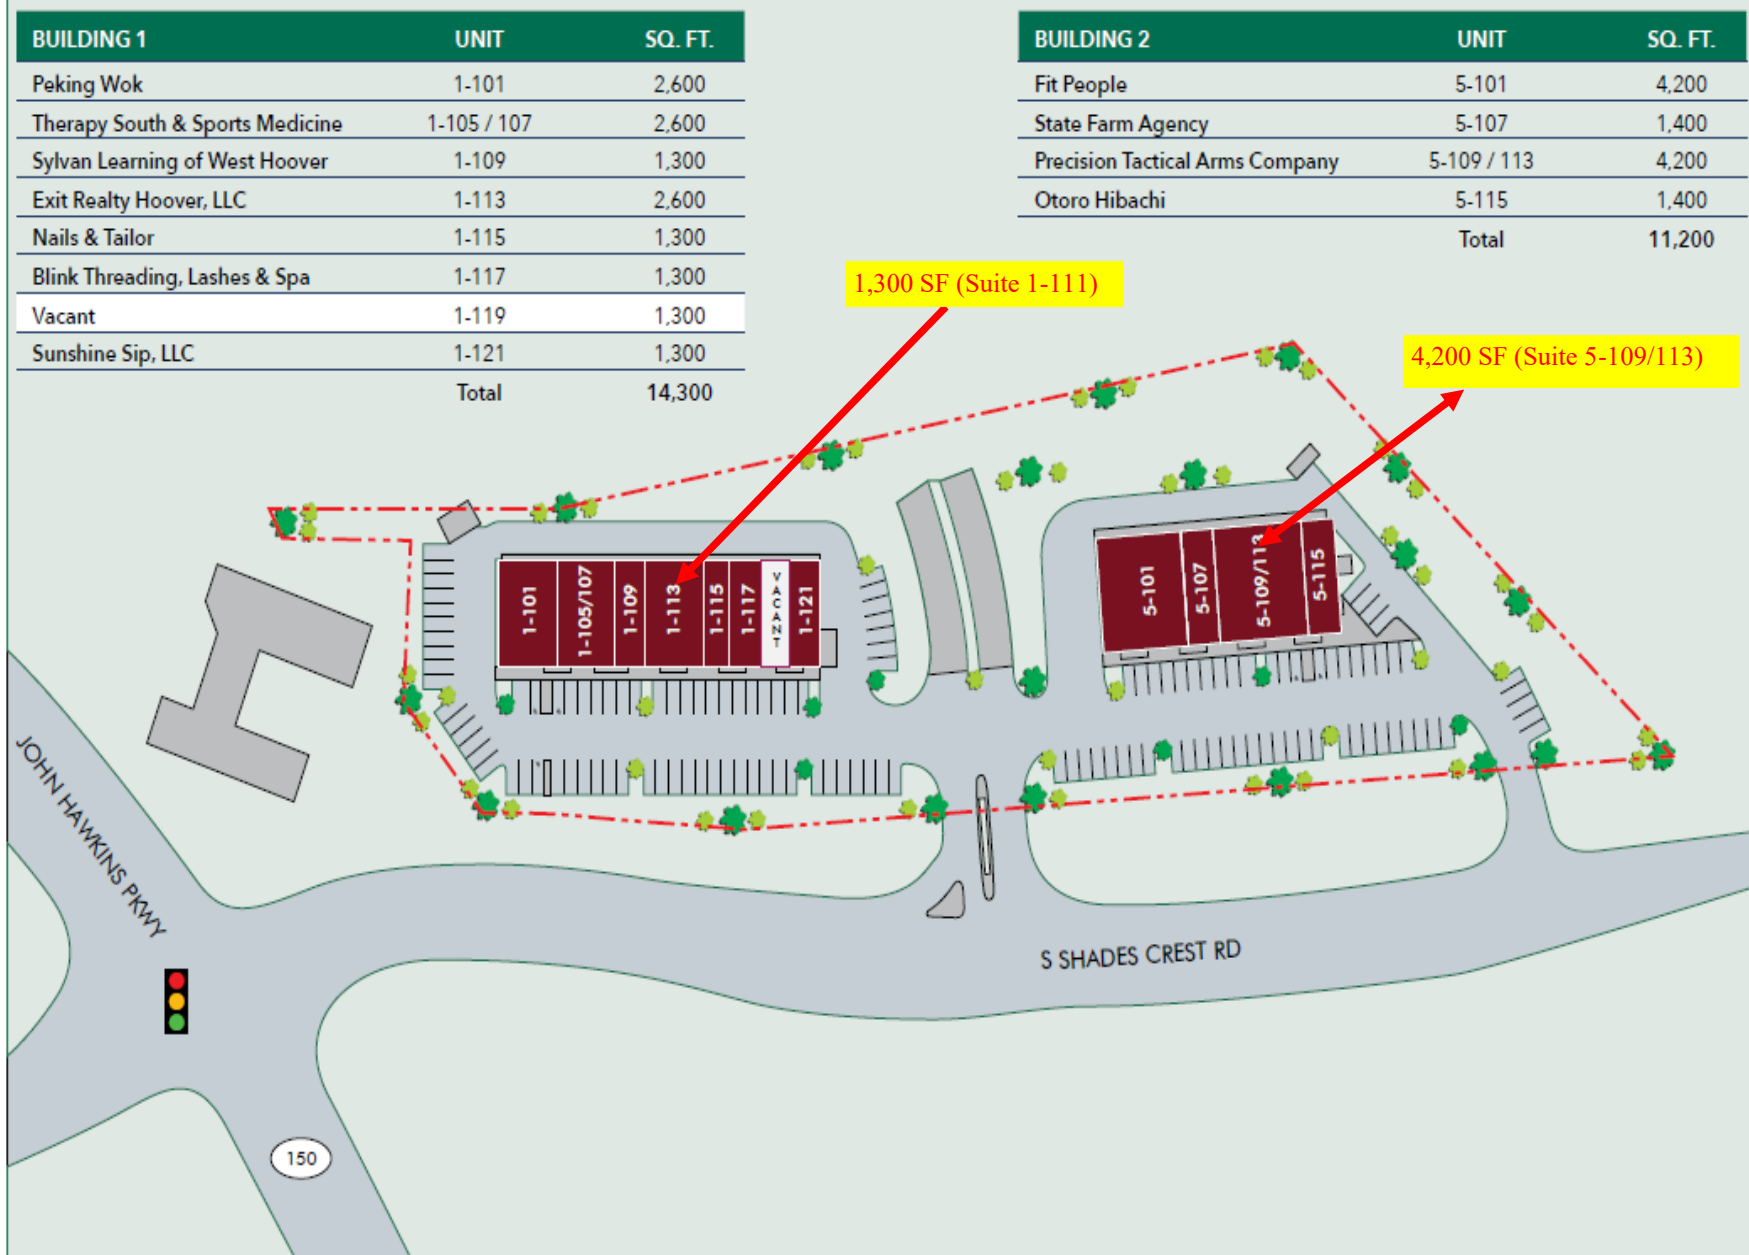 BUILDING 1 UNIT SQ. FT.
Peking Wok 1-101 2,600
Therapy South & Sports Medicine 1-105 / 107 2,600
Sylvan Learning of West Hoover 1-109 1,300
Exit Realty Hoover, LLC 1-113 2,600
Nails & Tailor 1-115 1,300
Blink Threading, Lashes & Spa 1-117 1,300
Vacant 1-119 1,300
Sunshine Sip, LLC 1-121 1,300
Total 14,300
BUILDING 2 UNIT SQ. FT.
Fit People 5-101 4,200
State Farm Agency 5-107 1,400
Precision Tactical Arms Company 5-109 / 113 4,200
Otoro Hibachi 5-115 1,400
Total 11,200
1,300 SF (Suite 1-111)
4,200 SF (Suite 5-109/113)
1-101
1-105/107
1-109
1-113
1-115
1-117
VACANT
1-121
5-101
5-107
5-109/113
5-115
JOHN HAWKINS PKWY
S SHADES CREST RD
150